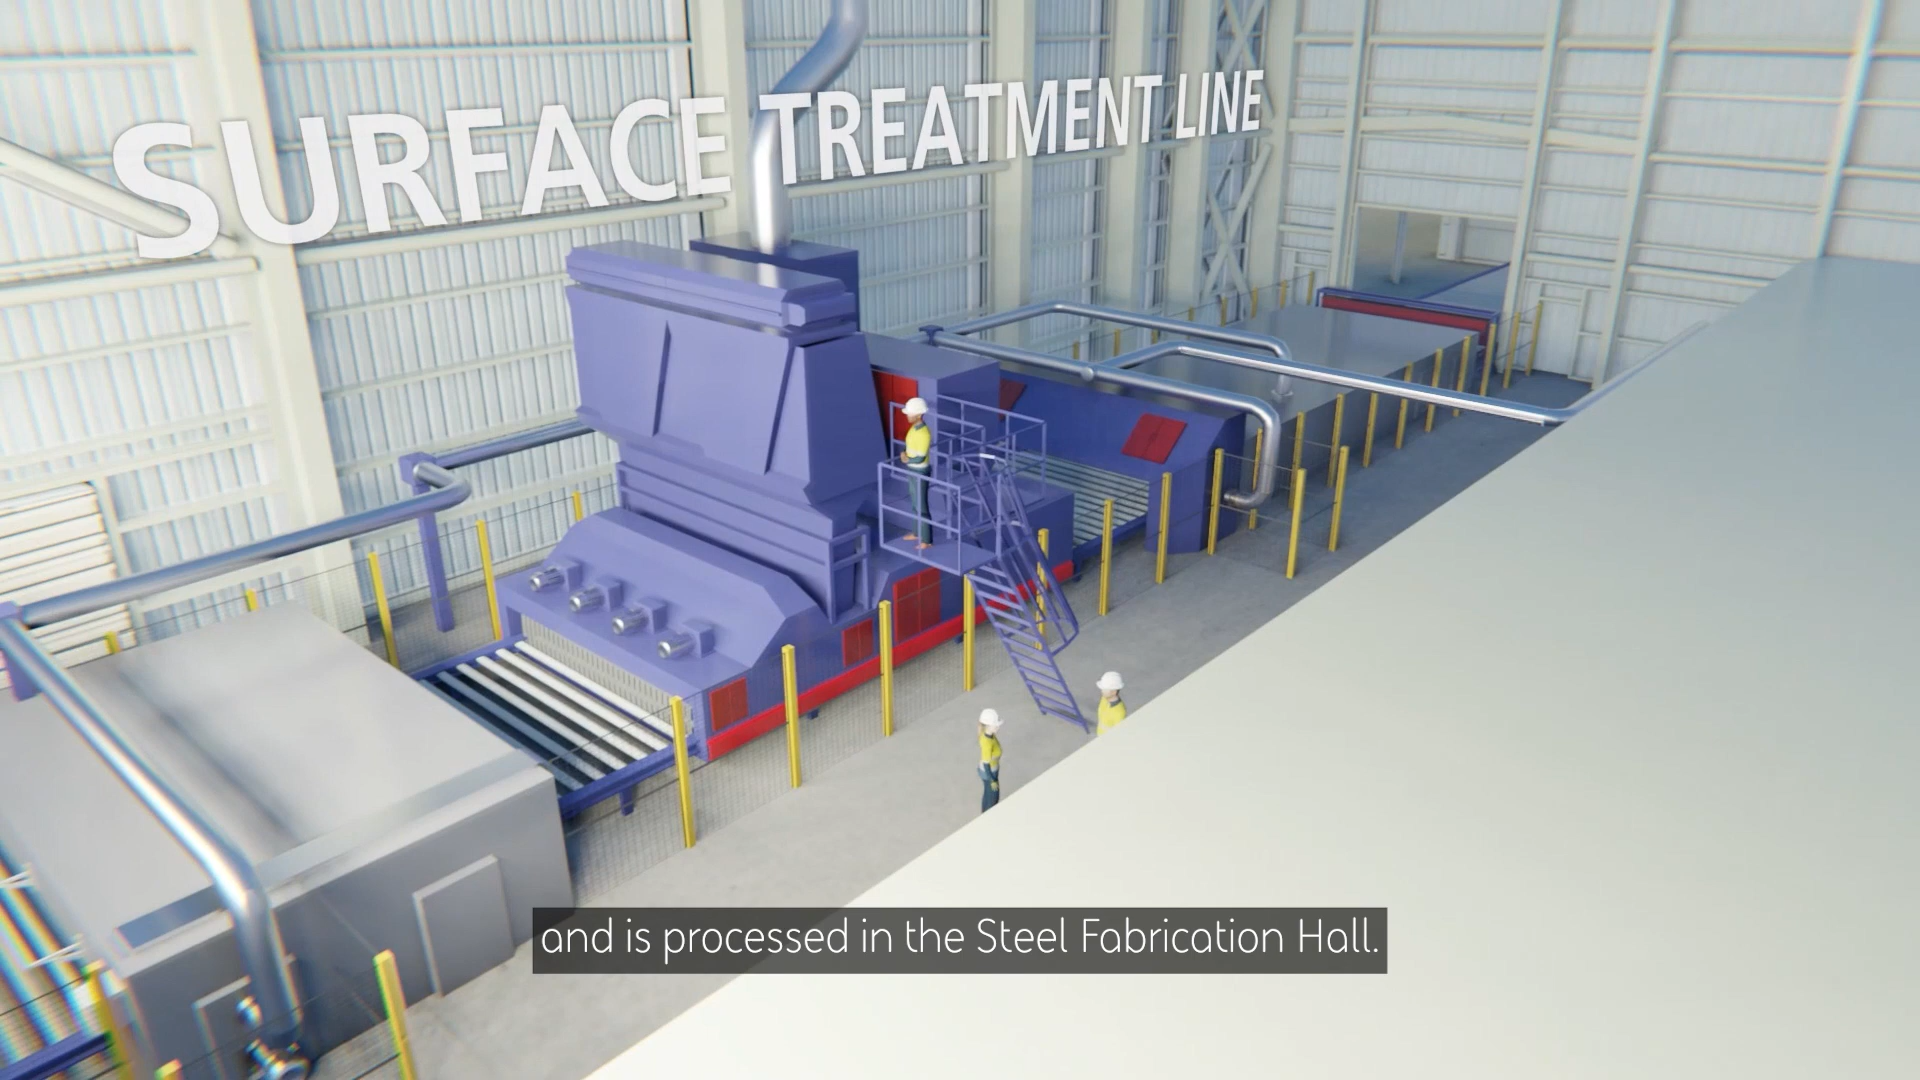 SURFACE TREATMENT LINE
and is processed in the Steel Fabrication Hall.